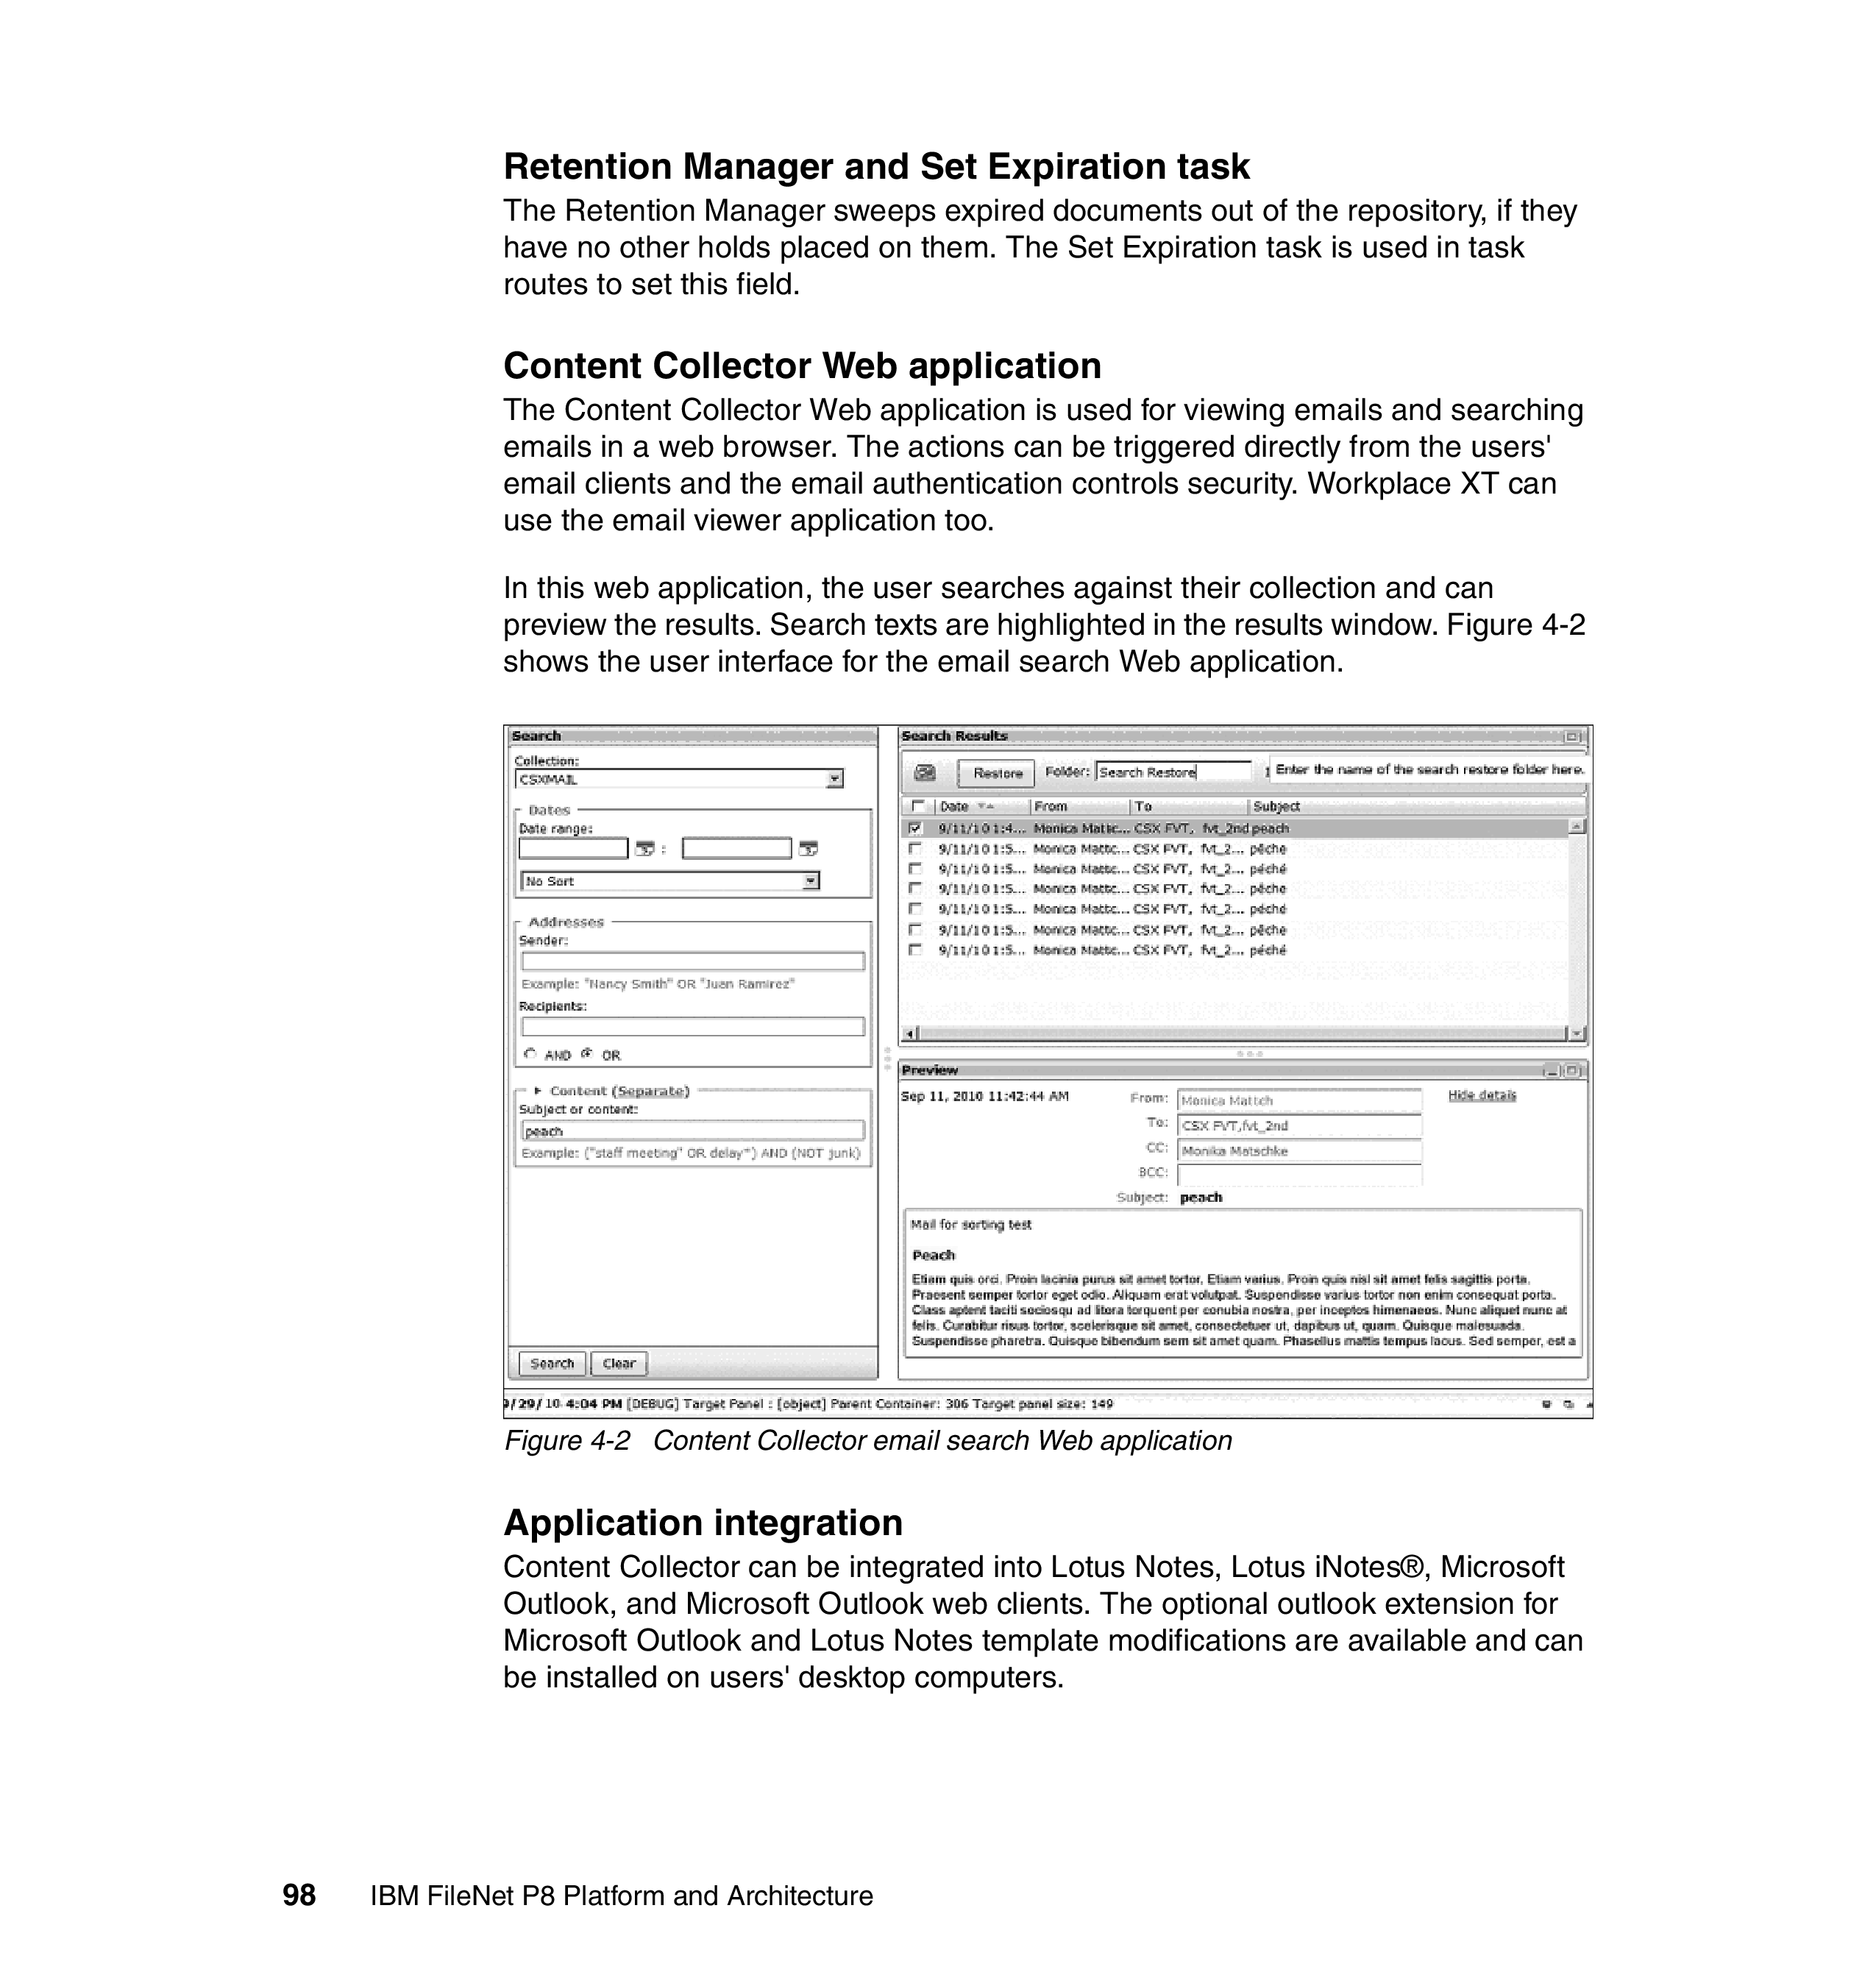 Retention Manager and Set Expiration task
The Retention Manager sweeps expired documents out of the repository, if they
have no other holds placed on them. The Set Expiration task is used in task
routes to set this field.
Content Collector Web application
The Content Collector Web application is used for viewing emails and searching
emails in a web browser. The actions can be triggered directly from the users'
email clients and the email authentication controls security. Workplace XT can
use the email viewer application too.
In this web application, the user searches against their collection and can
preview the results. Search texts are highlighted in the results window. Figure 4-2
shows the user interface for the email search Web application.
Search
Collection:
CSXMAIL
Dates
Date range:
:
No Sort
Addresses
Sender:
Example: "Nancy Smith" OR "Juan Ramirez"
Recipients:
AND OR
Content (Separate)
Subject or content:
peach
Example: ("staff meeting" OR delay*) AND (NOT junk)
Search Clear
Search Results
Restore Folder: Search Restore Enter the name of the search restore folder here.
Date From To Subject
9/11/10 1:4... Monica Mattc... CSX FVT, fvt_2nd peach
9/11/10 1:5... Monica Mattc... CSX FVT, fvt_2... pêche
9/11/10 1:5... Monica Mattc... CSX FVT, fvt_2... péché
9/11/10 1:5... Monica Mattc... CSX FVT, fvt_2... pêche
9/11/10 1:5... Monica Mattc... CSX FVT, fvt_2... péché
9/11/10 1:5... Monica Mattc... CSX FVT, fvt_2... pêche
9/11/10 1:5... Monica Mattc... CSX FVT, fvt_2... péché
Preview
Sep 11, 2010 11:42:44 AM From: Monica Mattch Hide details
To: CSX FVT,fvt_2nd
CC: Monika Matschke
BCC:
Subject: peach
Mail for sorting test
Peach
Etiam quis orci. Proin lacinia purus sit amet tortor. Etiam varius. Proin quis nisl sit amet felis sagittis porta.
Praesent semper tortor eget odio. Aliquam erat volutpat. Suspendisse varius tortor non enim consequat porta.
Class aptent taciti sociosqu ad litora torquent per conubia nostra, per inceptos himenaeos. Nunc aliquet nunc at
felis. Curabitur risus tortor, scelerisque sit amet, consectetuer ut, dapibus ut, quam. Quisque malesuada.
Suspendisse pharetra. Quisque bibendum sem sit amet quam. Phasellus mattis tempus lacus. Sed semper, est a
9/29/10 4:04 PM [DEBUG] Target Panel : [object] Parent Container: 306 Target panel size: 149
Figure 4-2 Content Collector email search Web application
Application integration
Content Collector can be integrated into Lotus Notes, Lotus iNotes®, Microsoft
Outlook, and Microsoft Outlook web clients. The optional outlook extension for
Microsoft Outlook and Lotus Notes template modifications are available and can
be installed on users' desktop computers.
98 IBM FileNet P8 Platform and Architecture